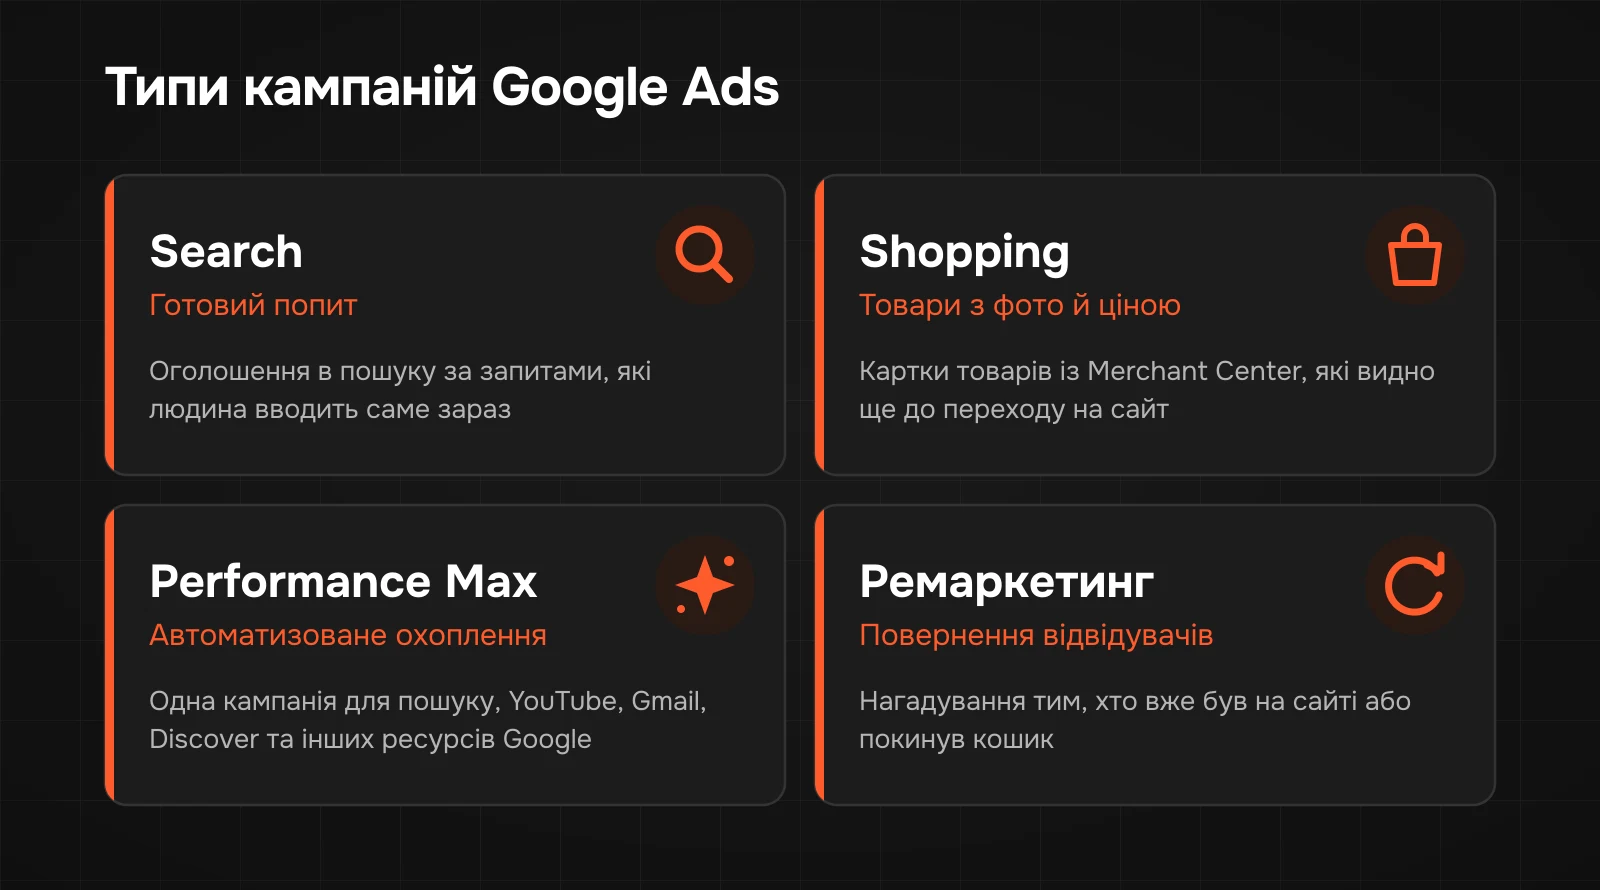 Типи кампаній Google Ads
Search
Готовий попит
Оголошення в пошуку за запитами, які
людина вводить саме зараз
Shopping
Товари з фото й ціною
Картки товарів із Merchant Center, які видно
ще до переходу на сайт
Performance Max
Автоматизоване охоплення
Одна кампанія для пошуку, YouTube, Gmail,
Discover та інших ресурсів Google
Ремаркетинг
Повернення відвідувачів
Нагадування тим, хто вже був на сайті або
покинув кошик